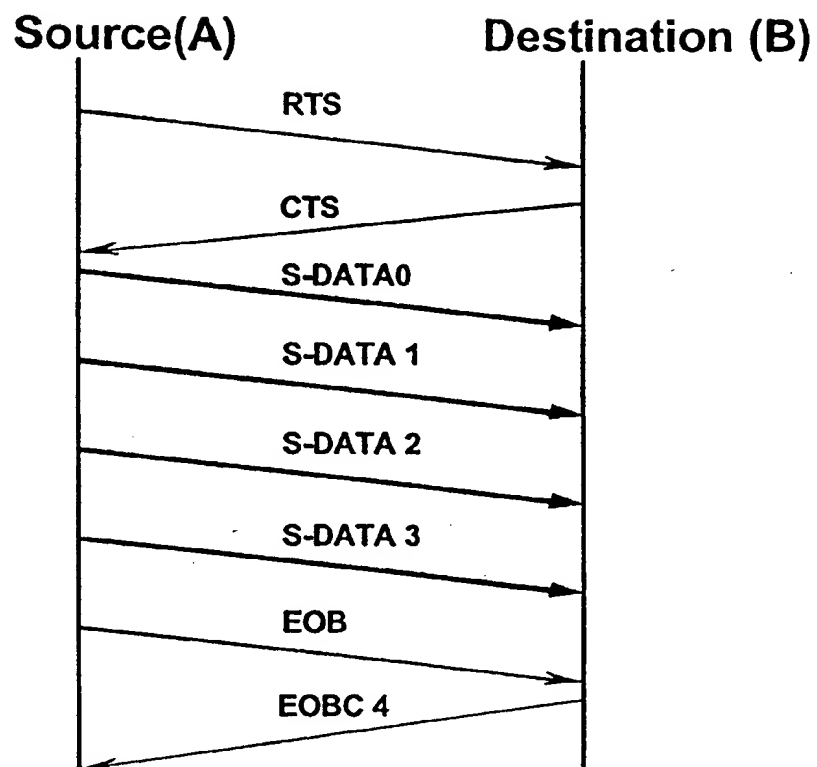 Source(A)
Destination (B)
RTS
CTS
S-DATA0
S-DATA 1
S-DATA 2
S-DATA 3
EOB
EOBC 4